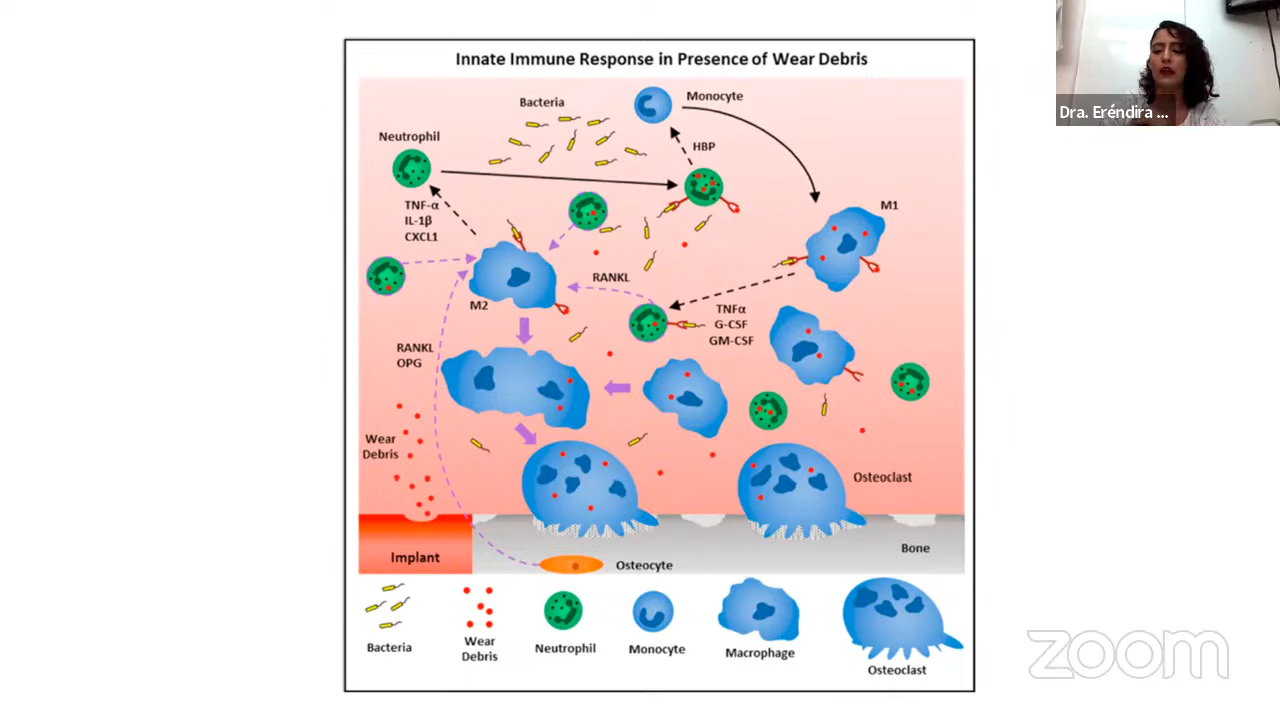 Innate Immune Response in Presence of Wear Debris
Dra. Eréndira ...
Bacteria
Monocyte
Neutrophil
HBP
TNF-α
IL-1β
CXCL1
M1
M2
RANKL
TNFα
G-CSF
GM-CSF
RANKL
OPG
Wear
Debris
Osteoclast
Implant
Bone
Osteocyte
Bacteria
Wear
Debris
Neutrophil
Monocyte
Macrophage
Osteoclast
zoom